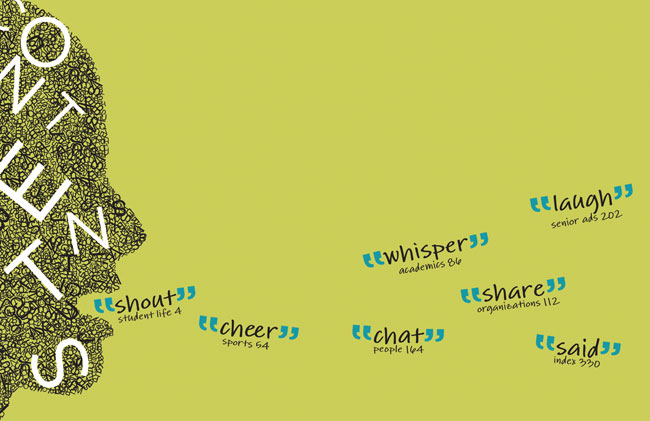 CONTENTS
“shout”
student life 4
“cheer”
sports 54
“whisper”
academics 86
“chat”
people 164
“share”
organizations 112
“laugh”
senior ads 202
“said”
index 330